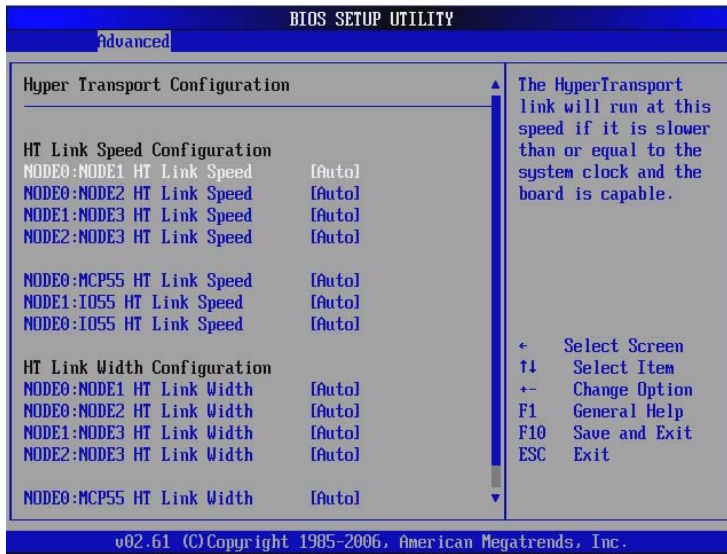 BIOS SETUP UTILITY
Advanced
Hyper Transport Configuration
HT Link Speed Configuration
NODE0:NODE1 HT Link Speed [Auto]
NODE0:NODE2 HT Link Speed [Auto]
NODE1:NODE3 HT Link Speed [Auto]
NODE2:NODE3 HT Link Speed [Auto]
NODE0:MCP55 HT Link Speed [Auto]
NODE1:IO55 HT Link Speed [Auto]
NODE0:IO55 HT Link Speed [Auto]
HT Link Width Configuration
NODE0:NODE1 HT Link Width [Auto]
NODE0:NODE2 HT Link Width [Auto]
NODE1:NODE3 HT Link Width [Auto]
NODE2:NODE3 HT Link Width [Auto]
NODE0:MCP55 HT Link Width [Auto]
The HyperTransport
link will run at this
speed if it is slower
than or equal to the
system clock and the
board is capable.
← Select Screen
↑↓ Select Item
+- Change Option
F1 General Help
F10 Save and Exit
ESC Exit
v02.61 (C)Copyright 1985-2006, American Megatrends, Inc.